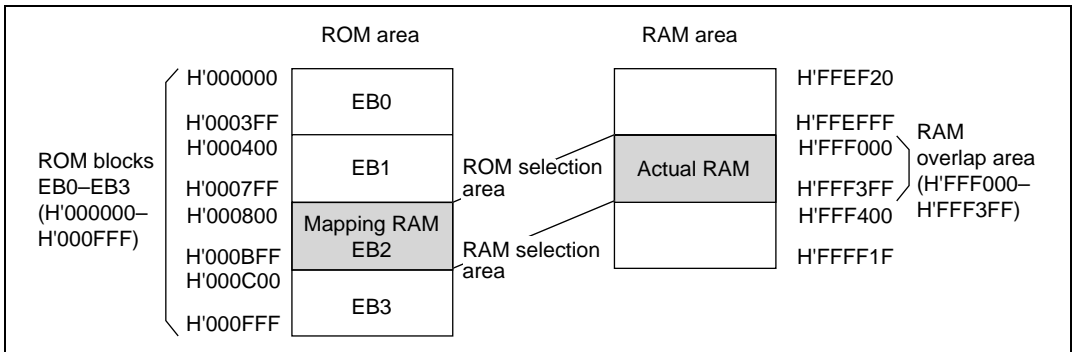 ROM area
RAM area
ROM blocks
EB0–EB3
(H'000000–
H'000FFF)
H'000000
H'0003FF
H'000400
H'0007FF
H'000800
H'000BFF
H'000C00
H'000FFF
EB0
EB1
Mapping RAM
EB2
EB3
ROM selection
area
RAM selection
area
Actual RAM
H'FFEF20
H'FFEFFF
H'FFF000
H'FFF3FF
H'FFF400
H'FFFF1F
RAM
overlap area
(H'FFF000–
H'FFF3FF)